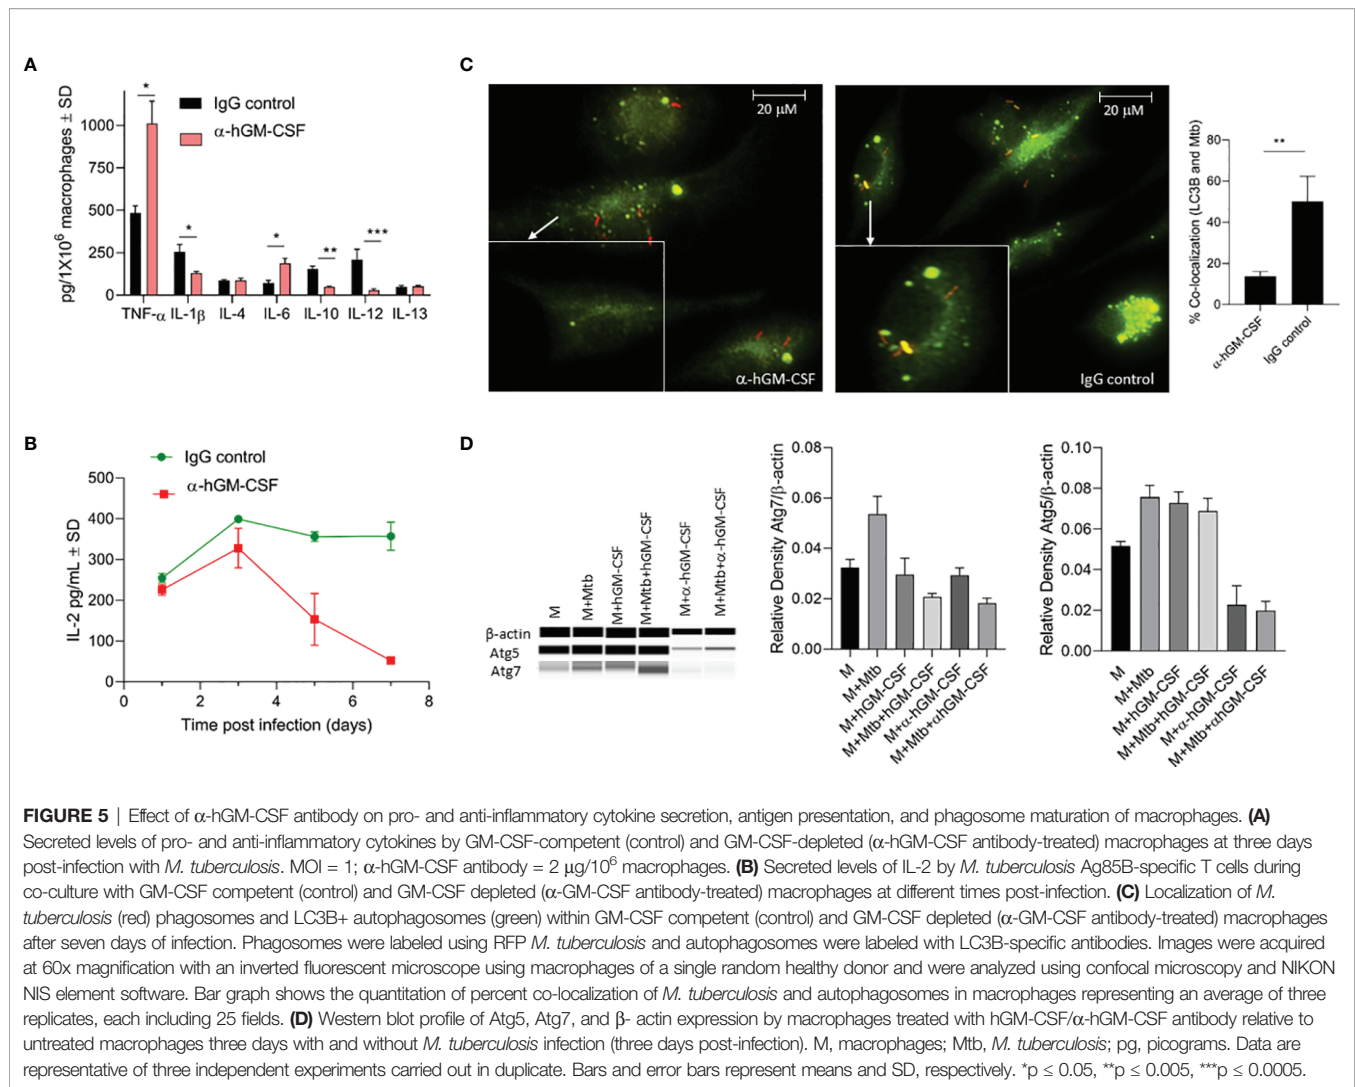 A
pg/1X10⁶ macrophages ± SD
1000
750
500
250
0
IgG control
α-hGM-CSF
*
*
*
**
***
TNF-α IL-1β IL-4 IL-6 IL-10 IL-12 IL-13
C
20 µM
α-hGM-CSF
20 µM
IgG control
% Co-localization (LC3B and Mtb)
80
60
40
20
0
**
α-hGM-CSF
IgG control
B
IgG control
α-hGM-CSF
IL-2 pg/mL ± SD
500
400
300
200
100
0
0 2 4 6 8
Time post infection (days)
D
M
M+Mtb
M+hGM-CSF
M+Mtb+hGM-CSF
M+α-hGM-CSF
M+Mtb+α-hGM-CSF
β-actin
Atg5
Atg7
Relative Density Atg7/β-actin
0.08
0.06
0.04
0.02
0.00
M
M+Mtb
M+hGM-CSF
M+Mtb+hGM-CSF
M+α-hGM-CSF
M+Mtb+αhGM-CSF
Relative Density Atg5/β-actin
0.10
0.08
0.06
0.04
0.02
0.00
M
M+Mtb
M+hGM-CSF
M+Mtb+hGM-CSF
M+α-hGM-CSF
M+Mtb+αhGM-CSF
FIGURE 5 | Effect of α-hGM-CSF antibody on pro- and anti-inflammatory cytokine secretion, antigen presentation, and phagosome maturation of macrophages. (A)
Secreted levels of pro- and anti-inflammatory cytokines by GM-CSF-competent (control) and GM-CSF-depleted (α-hGM-CSF antibody-treated) macrophages at three days
post-infection with M. tuberculosis. MOI = 1; α-hGM-CSF antibody = 2 µg/10⁶ macrophages. (B) Secreted levels of IL-2 by M. tuberculosis Ag85B-specific T cells during
co-culture with GM-CSF competent (control) and GM-CSF depleted (α-GM-CSF antibody-treated) macrophages at different times post-infection. (C) Localization of M.
tuberculosis (red) phagosomes and LC3B+ autophagosomes (green) within GM-CSF competent (control) and GM-CSF depleted (α-GM-CSF antibody-treated) macrophages
after seven days of infection. Phagosomes were labeled using RFP M. tuberculosis and autophagosomes were labeled with LC3B-specific antibodies. Images were acquired
at 60x magnification with an inverted fluorescent microscope using macrophages of a single random healthy donor and were analyzed using confocal microscopy and NIKON
NIS element software. Bar graph shows the quantitation of percent co-localization of M. tuberculosis and autophagosomes in macrophages representing an average of three
replicates, each including 25 fields. (D) Western blot profile of Atg5, Atg7, and β- actin expression by macrophages treated with hGM-CSF/α-hGM-CSF antibody relative to
untreated macrophages three days with and without M. tuberculosis infection (three days post-infection). M, macrophages; Mtb, M. tuberculosis; pg, picograms. Data are
representative of three independent experiments carried out in duplicate. Bars and error bars represent means and SD, respectively. *p ≤ 0.05, **p ≤ 0.005, ***p ≤ 0.0005.